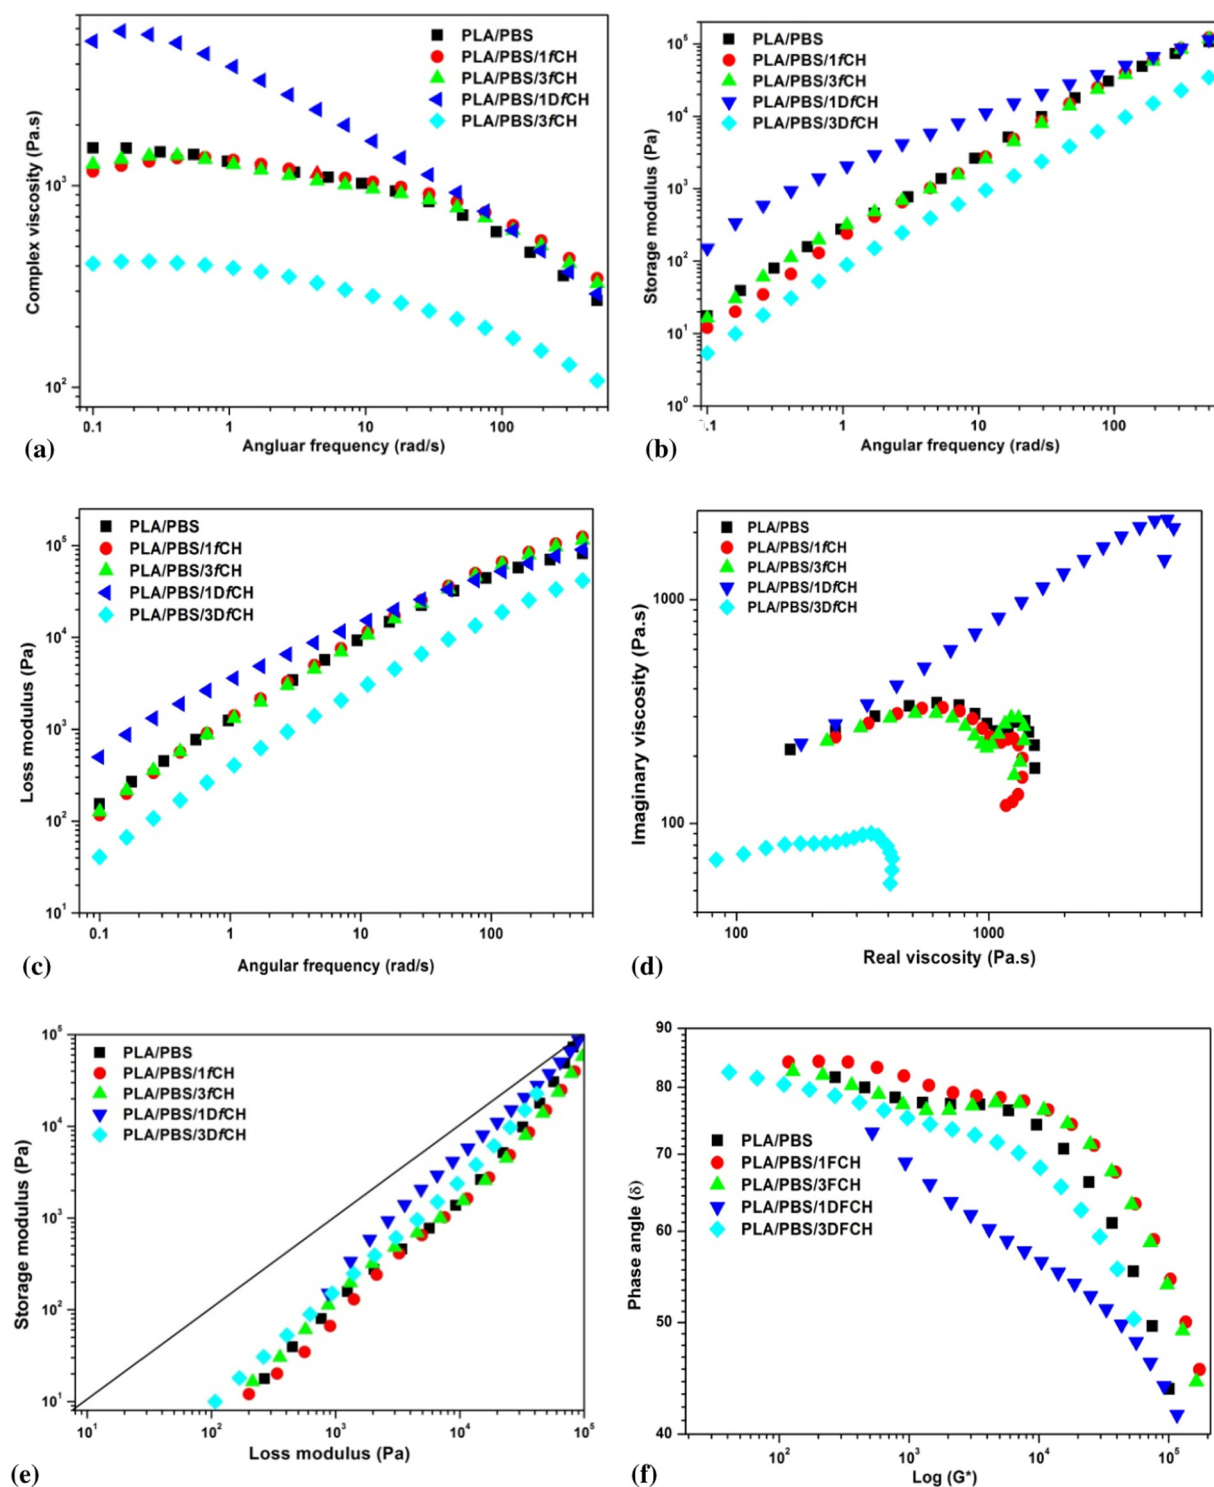 PLA/PBS
PLA/PBS/1fCH
PLA/PBS/3fCH
PLA/PBS/1DfCH
PLA/PBS/3fCH
Complex viscosity (Pa.s)
10³
10²
0.1 1 10 100
Angluar frequency (rad/s)
(a)
PLA/PBS
PLA/PBS/1fCH
PLA/PBS/3fCH
PLA/PBS/1DfCH
PLA/PBS/3DfCH
Storage modulus (Pa)
10⁵
10⁴
10³
10²
10¹
10⁰
.1 1 10 100
Angular frequency (rad/s)
(b)
PLA/PBS
PLA/PBS/1fCH
PLA/PBS/3fCH
PLA/PBS/1DfCH
PLA/PBS/3DfCH
Loss modulus (Pa)
10⁵
10⁴
10³
10²
10¹
0.1 1 10 100
Angular frequency (rad/s)
(c)
PLA/PBS
PLA/PBS/1fCH
PLA/PBS/3fCH
PLA/PBS/1DfCH
PLA/PBS/3DfCH
Imaginary viscosity (Pa.s)
1000
100
100 1000
Real viscosity (Pa.s)
(d)
PLA/PBS
PLA/PBS/1fCH
PLA/PBS/3fCH
PLA/PBS/1DfCH
PLA/PBS/3DfCH
Storage modulus (Pa)
10⁵
10⁴
10³
10²
10¹
10¹ 10² 10³ 10⁴ 10⁵
Loss modulus (Pa)
(e)
PLA/PBS
PLA/PBS/1FCH
PLA/PBS/3FCH
PLA/PBS/1DFCH
PLA/PBS/3DFCH
Phase angle (δ)
90
80
70
60
50
40
10² 10³ 10⁴ 10⁵
Log (G*)
(f)